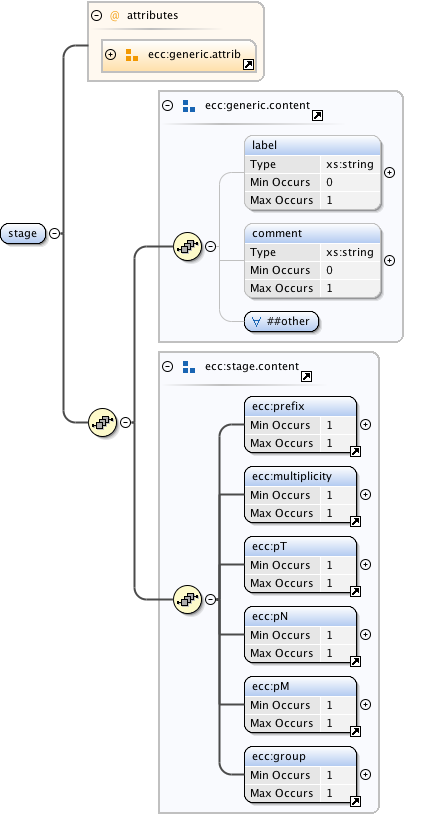 @ attributes
ecc:generic.attrib
ecc:generic.content
label
Type xs:string
Min Occurs 0
Max Occurs 1
comment
Type xs:string
Min Occurs 0
Max Occurs 1
∀ ##other
stage
ecc:stage.content
ecc:prefix
Min Occurs 1
Max Occurs 1
ecc:multiplicity
Min Occurs 1
Max Occurs 1
ecc:pT
Min Occurs 1
Max Occurs 1
ecc:pN
Min Occurs 1
Max Occurs 1
ecc:pM
Min Occurs 1
Max Occurs 1
ecc:group
Min Occurs 1
Max Occurs 1